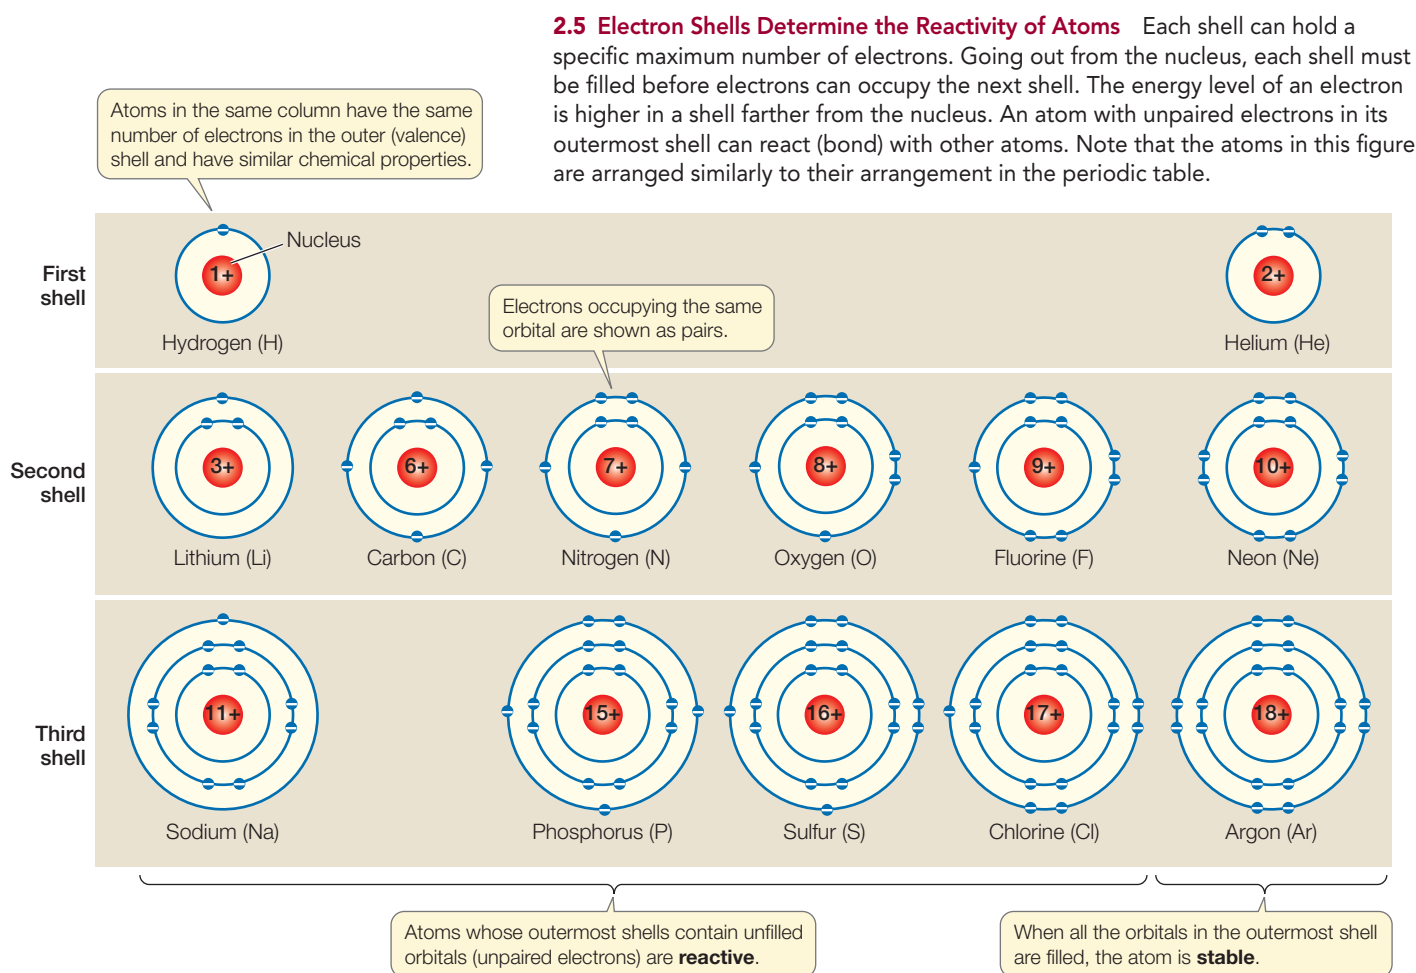 2.5 Electron Shells Determine the Reactivity of Atoms Each shell can hold a
specific maximum number of electrons. Going out from the nucleus, each shell must
be filled before electrons can occupy the next shell. The energy level of an electron
is higher in a shell farther from the nucleus. An atom with unpaired electrons in its
outermost shell can react (bond) with other atoms. Note that the atoms in this figure
are arranged similarly to their arrangement in the periodic table.
Atoms in the same column have the same
number of electrons in the outer (valence)
shell and have similar chemical properties.
First
shell
Nucleus
1+
2+
Hydrogen (H)
Helium (He)
Electrons occupying the same
orbital are shown as pairs.
Second
shell
3+
6+
7+
8+
9+
10+
Lithium (Li)
Carbon (C)
Nitrogen (N)
Oxygen (O)
Fluorine (F)
Neon (Ne)
Third
shell
11+
15+
16+
17+
18+
Sodium (Na)
Phosphorus (P)
Sulfur (S)
Chlorine (Cl)
Argon (Ar)
Atoms whose outermost shells contain unfilled
orbitals (unpaired electrons) are reactive.
When all the orbitals in the outermost shell
are filled, the atom is stable.